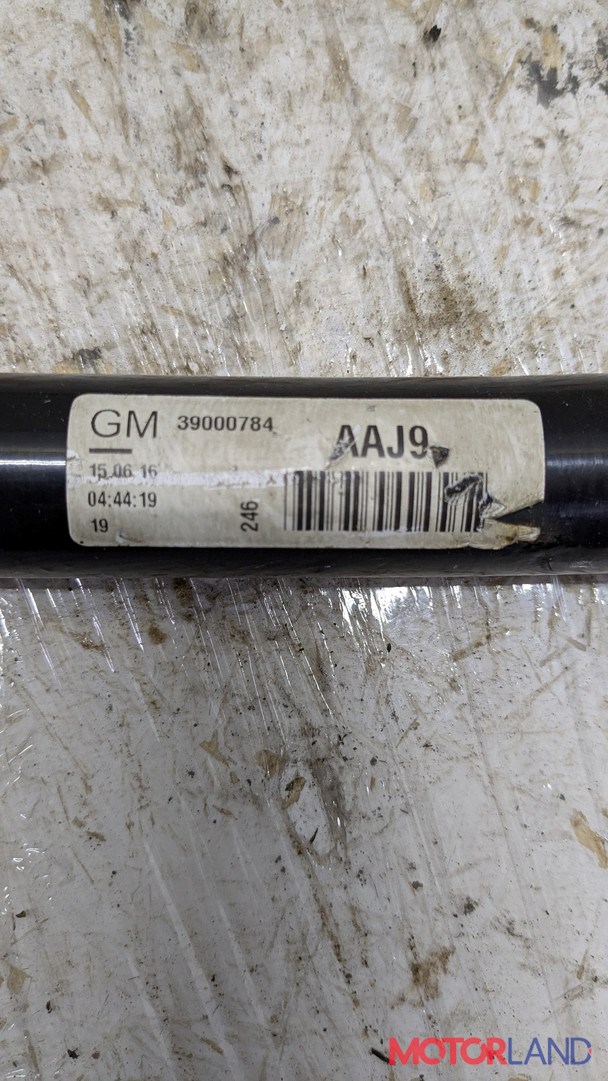 GM 39000784 AAJ9
15.06.16
04:44:19
19 246
MOTORLAND